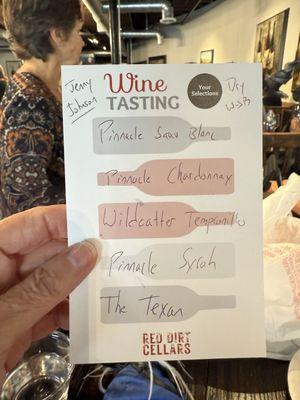 Jenny
Johnson
Wine
TASTING
Your
Selections
Pinnacle Sauv Blanc
Pinnacle Chardonnay
Wildcatter Tempranillo
Pinnacle Syrah
The Texan
RED DIRT
CELLARS